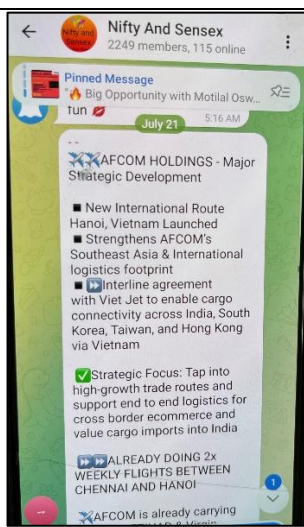 Nifty and Sensex
Nifty and
Sensex
2249 members, 115 online
Pinned Message
"🔥 Big Opportunity with Motilal Osw...
fun 💋
5:16 AM
July 21
--
✈️✈️AFCOM HOLDINGS - Major
Strategic Development
◾ New International Route
Hanoi, Vietnam Launched
◾ Strengthens AFCOM's
Southeast Asia & International
logistics footprint
◾ ⏩Interline agreement
with Viet Jet to enable cargo
connectivity across India, South
Korea, Taiwan, and Hong Kong
via Vietnam
✅Strategic Focus: Tap into
high-growth trade routes and
support end to end logistics for
cross border ecommerce and
value cargo imports into India
⏩⏩ALREADY DOING 2x
WEEKLY FLIGHTS BETWEEN
CHENNAI AND HANOI
1
✈️AFCOM is already carrying